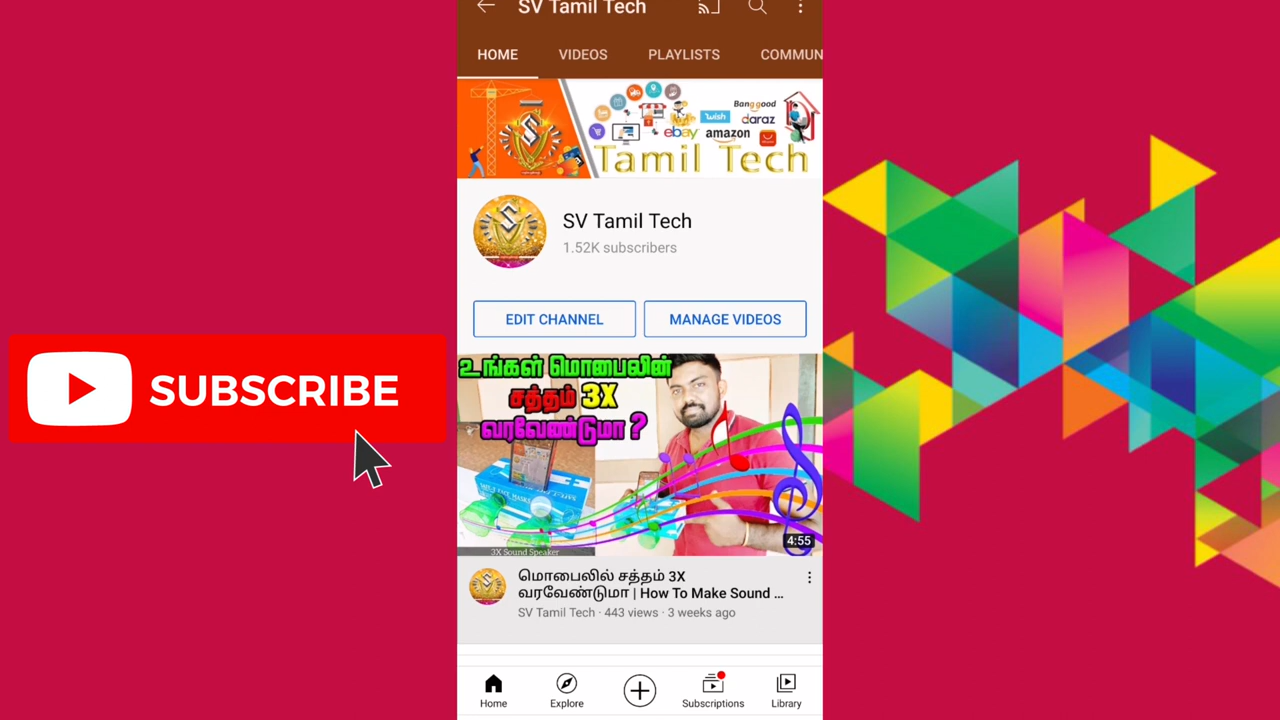 SV Tamil Tech
HOME VIDEOS PLAYLISTS COMMUN
Banggood
wish daraz
ebay amazon
Tamil Tech
SV Tamil Tech
1.52K subscribers
EDIT CHANNEL MANAGE VIDEOS
உங்கள் மொபைலின்
சத்தம் 3X
வரவேண்டுமா ?
SUBSCRIBE
4:55
3X Sound Speaker
மொபைலில் சத்தம் 3X
வரவேண்டுமா | How To Make Sound ...
SV Tamil Tech · 443 views · 3 weeks ago
Home Explore Subscriptions Library